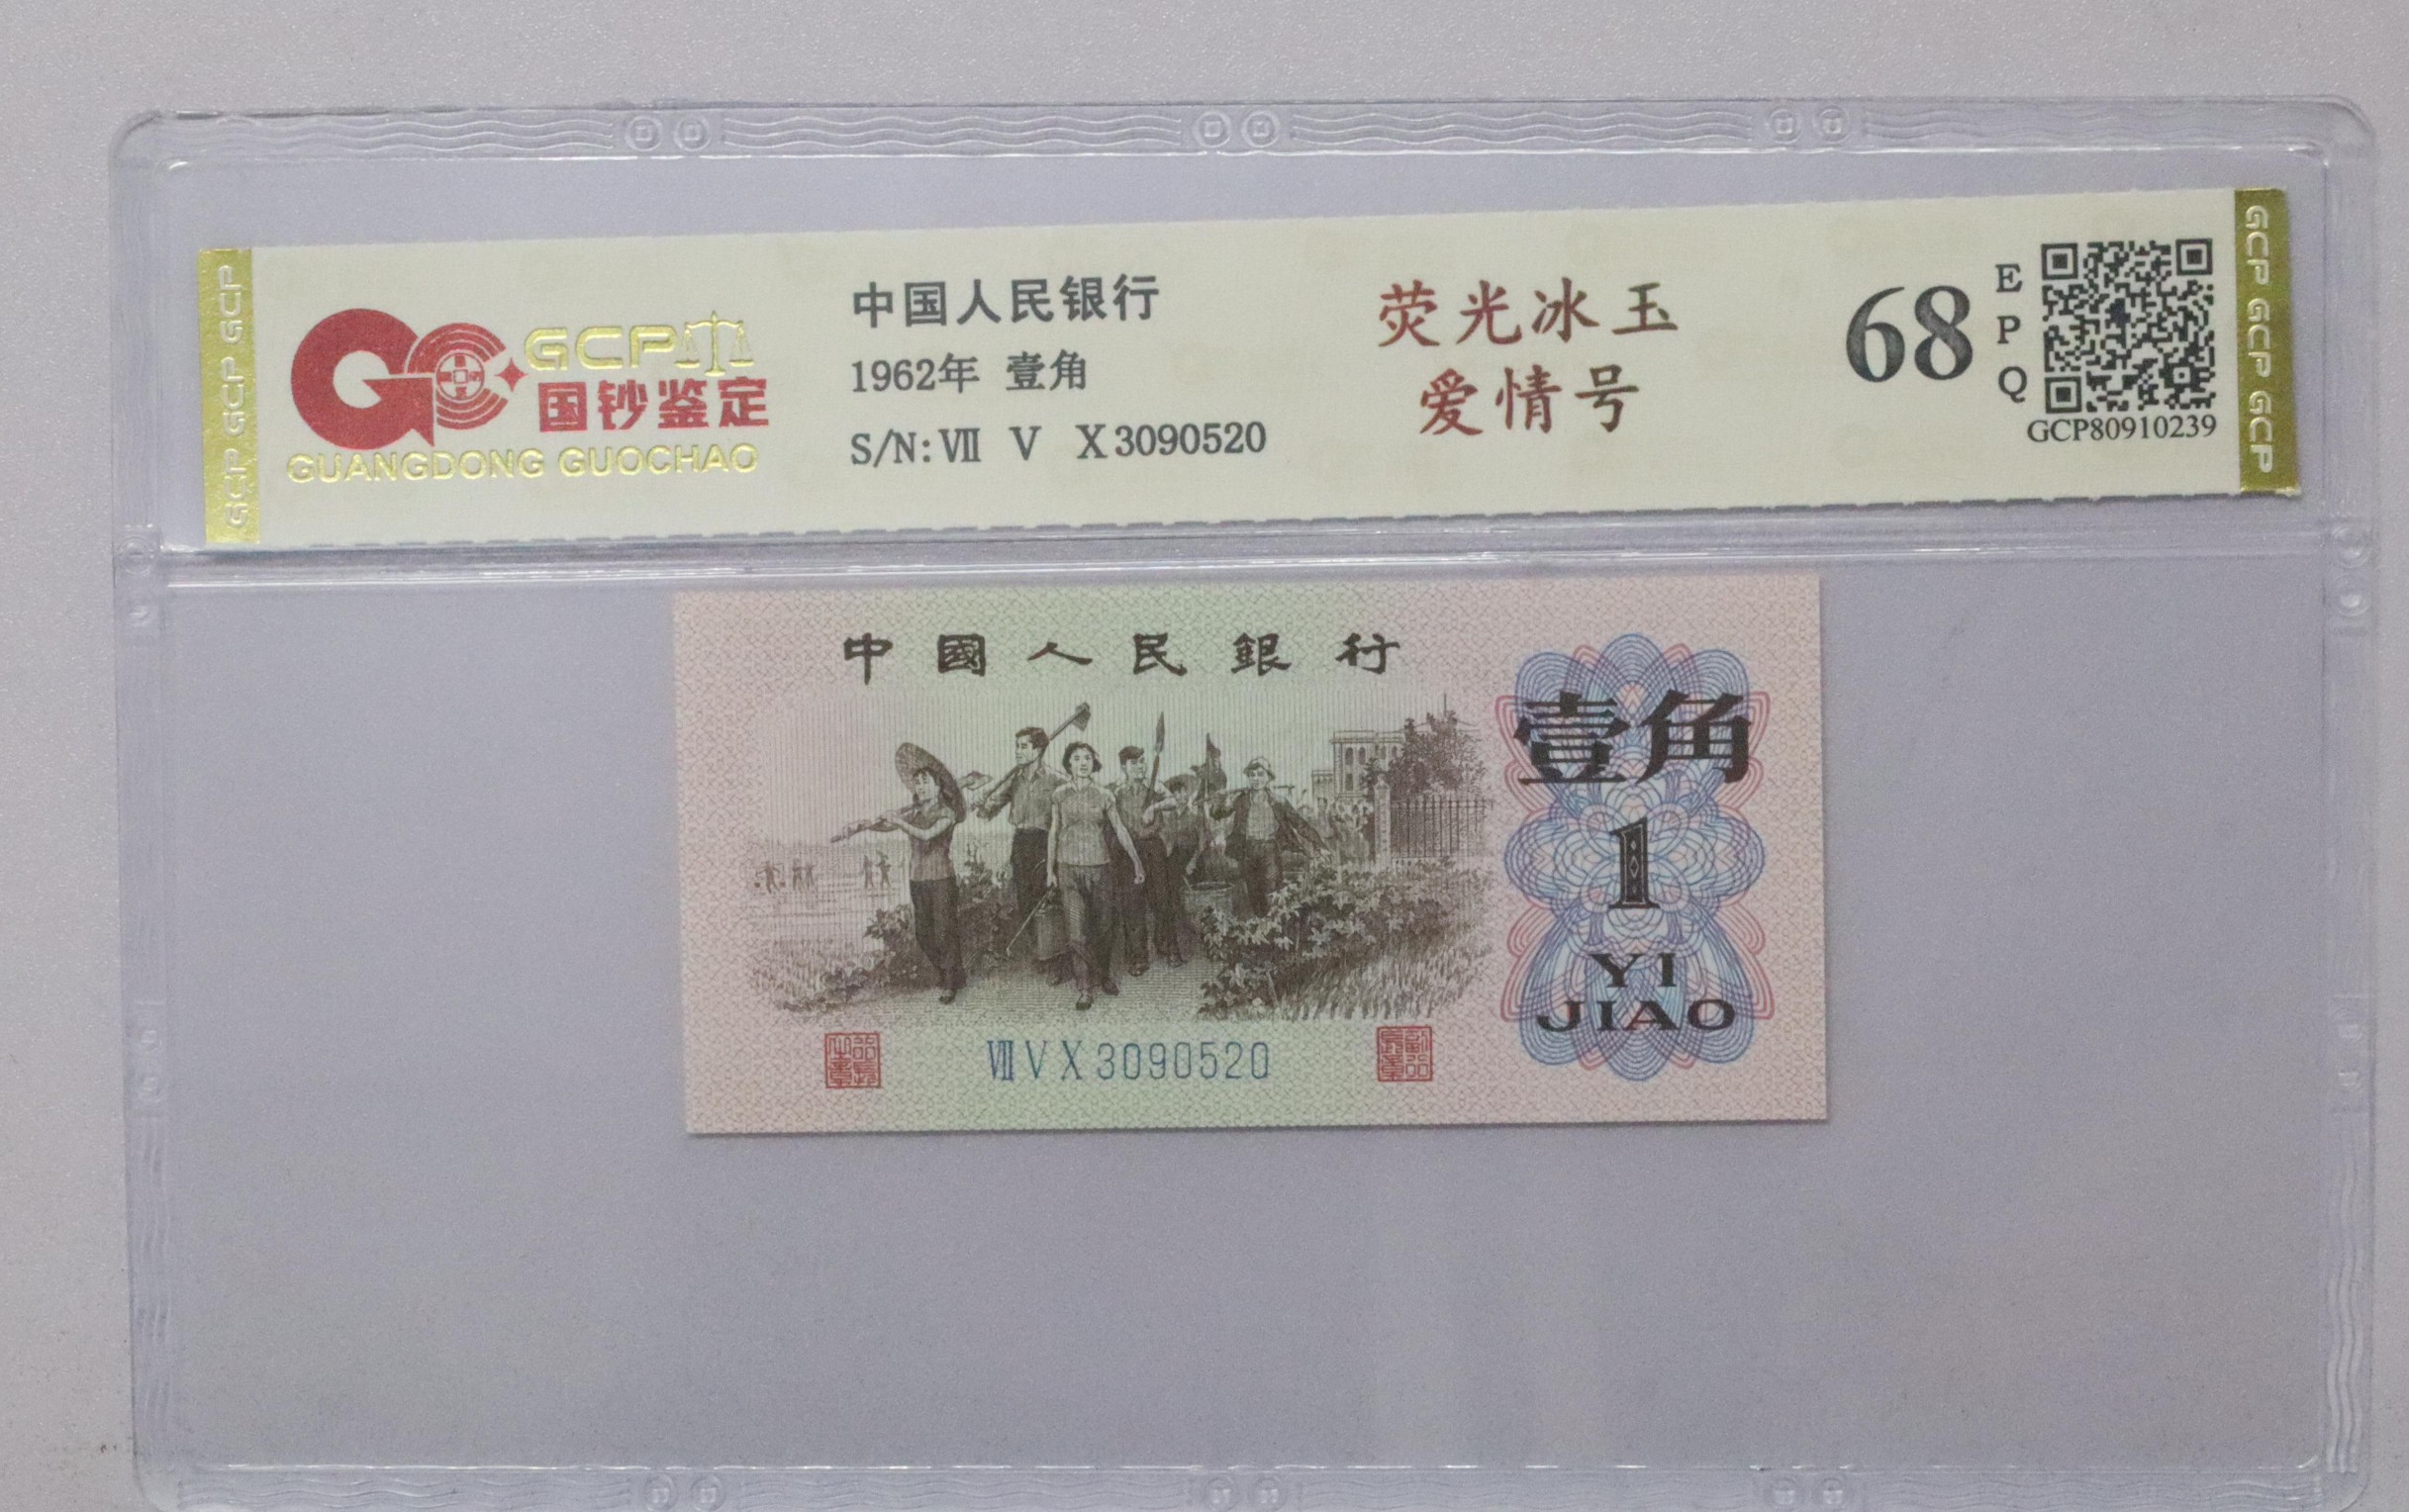 GCP GCP GCP
GCP
国钞鉴定
GUANGDONG GUOCHAO
中国人民银行
1962年 壹角
S/N: Ⅶ Ⅴ Ⅹ3090520
荧光冰玉
爱情号
68
EPQ
GCP80910239
GCP GCP GCP
中國人民銀行
壹角
1
YI
JIAO
Ⅷ Ⅴ Ⅹ 3090520